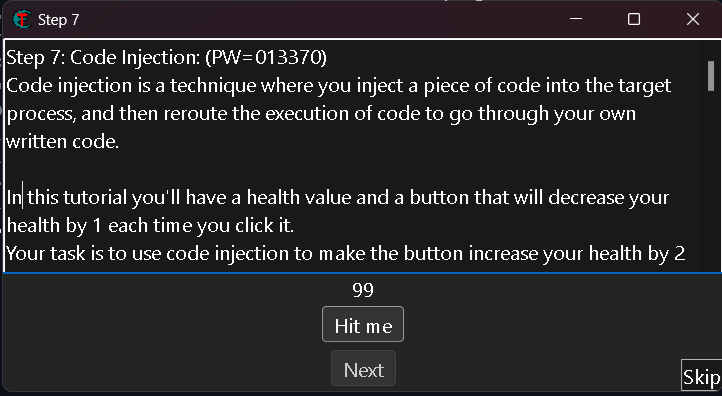 Step 7
Step 7: Code Injection: (PW=013370)
Code injection is a technique where you inject a piece of code into the target
process, and then reroute the execution of code to go through your own
written code.
In this tutorial you'll have a health value and a button that will decrease your
health by 1 each time you click it.
Your task is to use code injection to make the button increase your health by 2
99
Hit me
Next
Skip